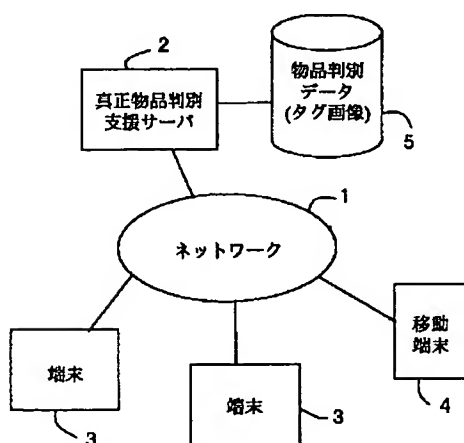 2
真正物品判別
支援サーバ
物品判別
データ
(タグ画像)
5
1
ネットワーク
端末
3
端末
3
移動
端末
4